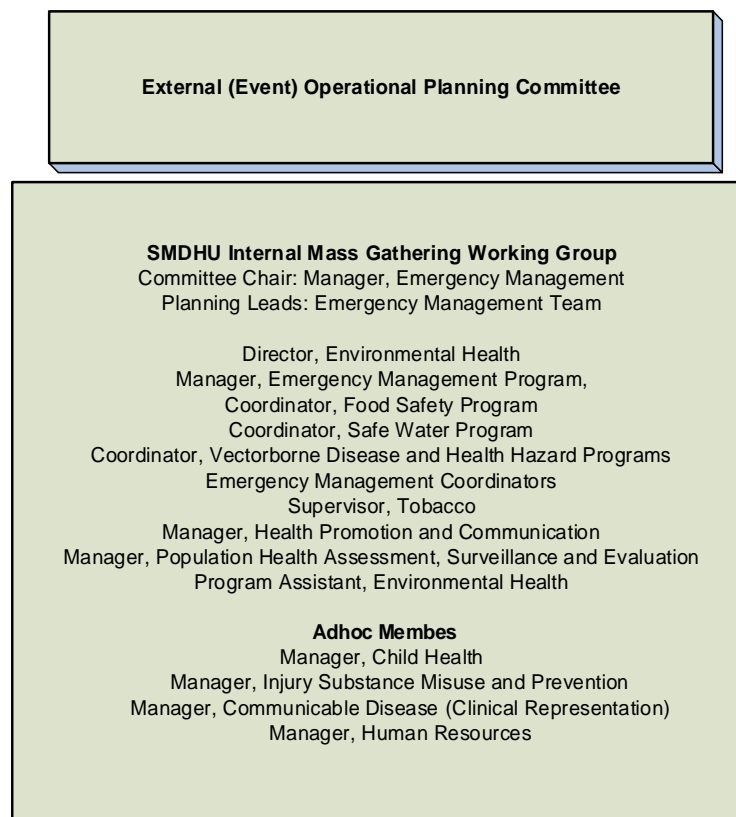 External (Event) Operational Planning Committee
SMDHU Internal Mass Gathering Working Group
Committee Chair: Manager, Emergency Management
Planning Leads: Emergency Management Team
Director, Environmental Health
Manager, Emergency Management Program,
Coordinator, Food Safety Program
Coordinator, Safe Water Program
Coordinator, Vectorborne Disease and Health Hazard Programs
Emergency Management Coordinators
Supervisor, Tobacco
Manager, Health Promotion and Communication
Manager, Population Health Assessment, Surveillance and Evaluation
Program Assistant, Environmental Health
Adhoc Membes
Manager, Child Health
Manager, Injury Substance Misuse and Prevention
Manager, Communicable Disease (Clinical Representation)
Manager, Human Resources